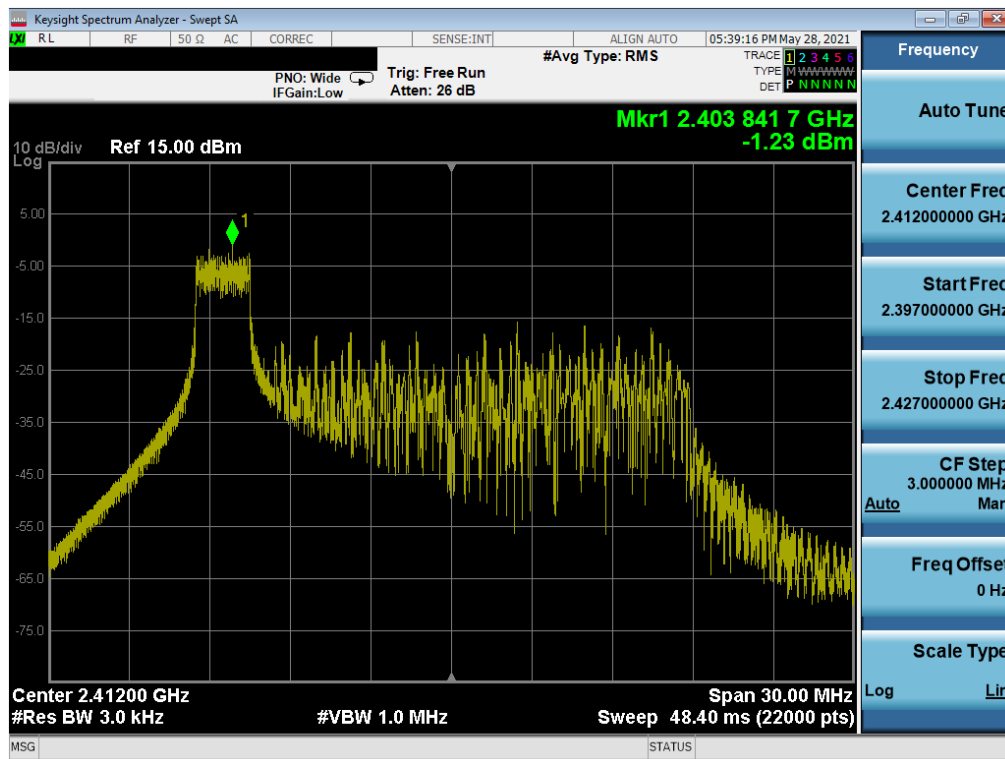 Keysight Spectrum Analyzer - Swept SA
LXI RL RF 50 Ω AC CORREC SENSE:INT ALIGN AUTO 05:39:16 PM May 28, 2021
Frequency
#Avg Type: RMS
TRACE 1 2 3 4 5 6
PNO: Wide Trig: Free Run
TYPE M WWWWW
IFGain:Low Atten: 26 dB
DET P N N N N N
Auto Tune
Mkr1 2.403 841 7 GHz
-1.23 dBm
10 dB/div Ref 15.00 dBm
Log
1
5.00
-5.00
-15.0
-25.0
-35.0
-45.0
-55.0
-65.0
-75.0
Center Freq
2.412000000 GHz
Start Freq
2.397000000 GHz
Stop Freq
2.427000000 GHz
CF Step
3.000000 MHz
Auto Man
Freq Offset
0 Hz
Scale Type
Log Lin
Center 2.41200 GHz Span 30.00 MHz
#Res BW 3.0 kHz #VBW 1.0 MHz Sweep 48.40 ms (22000 pts)
MSG STATUS